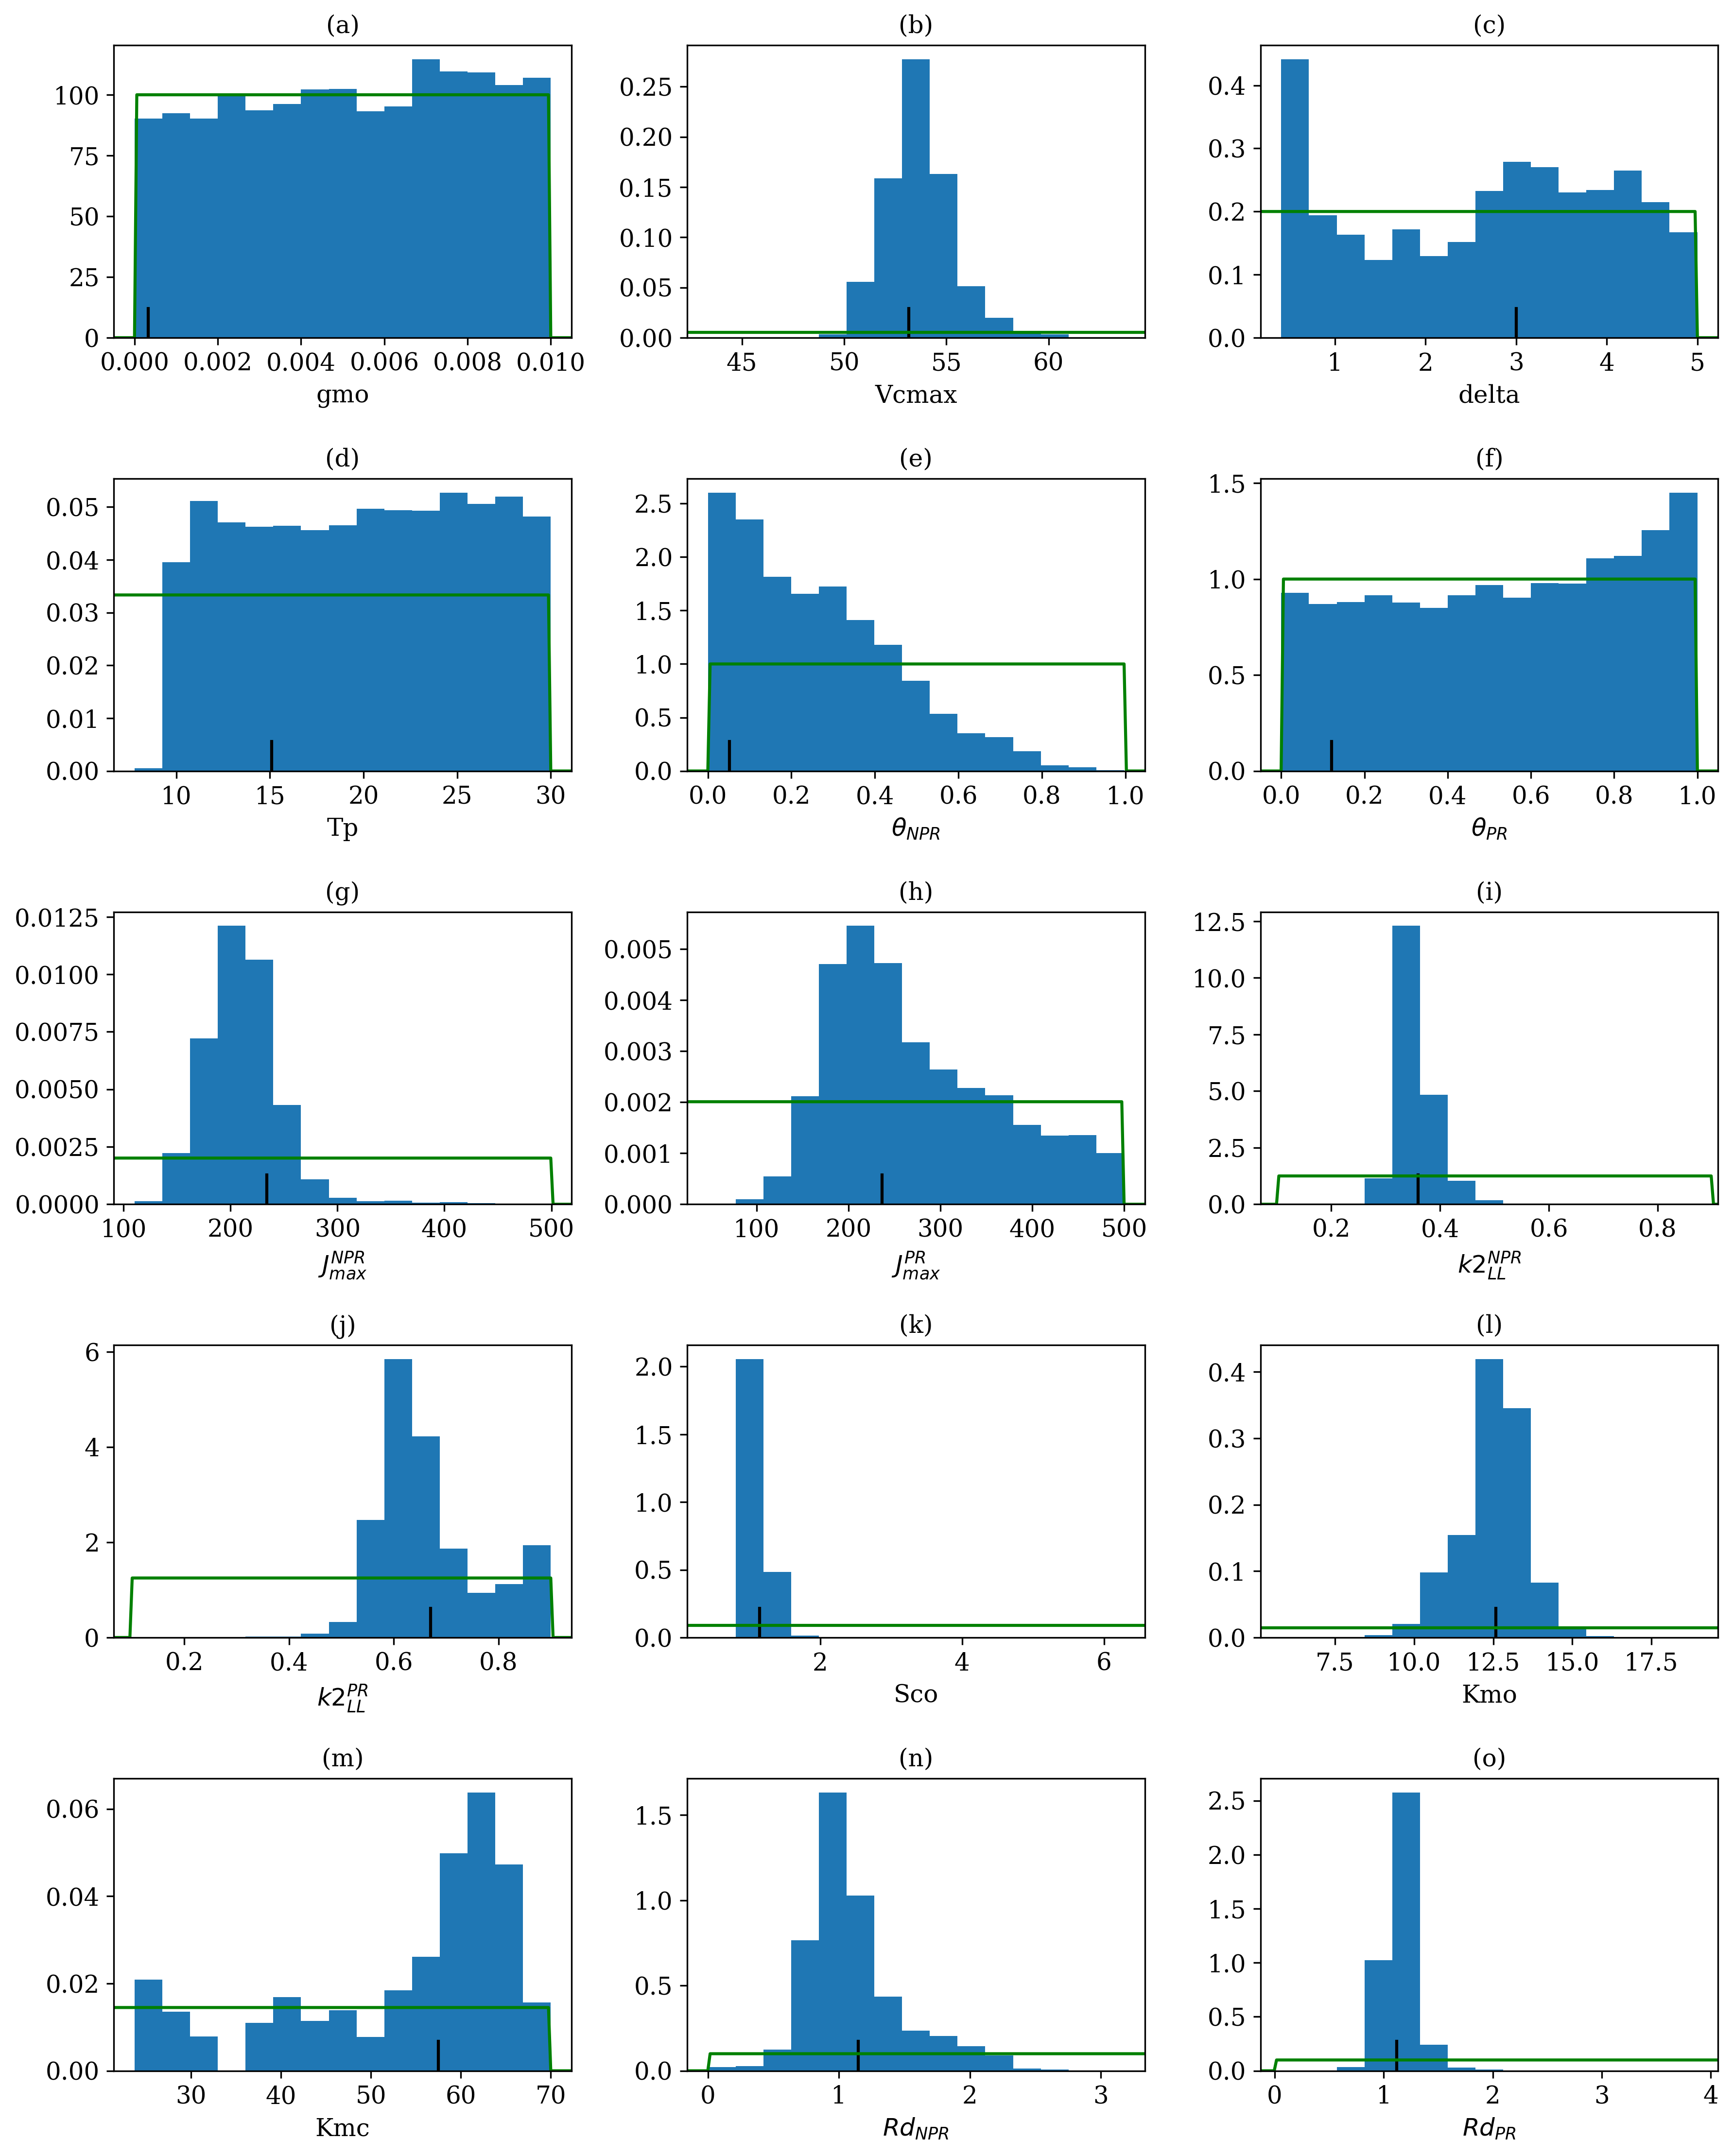 (a) (b) (c)
100 75 50 25 0
0.000 0.002 0.004 0.006 0.008 0.010
gmo
0.25 0.20 0.15 0.10 0.05 0.00
45 50 55 60
Vcmax
0.4 0.3 0.2 0.1 0.0
1 2 3 4 5
delta
(d) (e) (f)
0.05 0.04 0.03 0.02 0.01 0.00
10 15 20 25 30
Tp
2.5 2.0 1.5 1.0 0.5 0.0
0.0 0.2 0.4 0.6 0.8 1.0
θ_NPR
1.5 1.0 0.5 0.0
0.0 0.2 0.4 0.6 0.8 1.0
θ_PR
(g) (h) (i)
0.0125 0.0100 0.0075 0.0050 0.0025 0.0000
100 200 300 400 500
J_max^NPR
0.005 0.004 0.003 0.002 0.001 0.000
100 200 300 400 500
J_max^PR
12.5 10.0 7.5 5.0 2.5 0.0
0.2 0.4 0.6 0.8
k2_LL^NPR
(j) (k) (l)
6 4 2 0
0.2 0.4 0.6 0.8
k2_LL^PR
2.0 1.5 1.0 0.5 0.0
2 4 6
Sco
0.4 0.3 0.2 0.1 0.0
7.5 10.0 12.5 15.0 17.5
Kmo
(m) (n) (o)
0.06 0.04 0.02 0.00
30 40 50 60 70
Kmc
1.5 1.0 0.5 0.0
0 1 2 3
Rd_NPR
2.5 2.0 1.5 1.0 0.5 0.0
0 1 2 3 4
Rd_PR